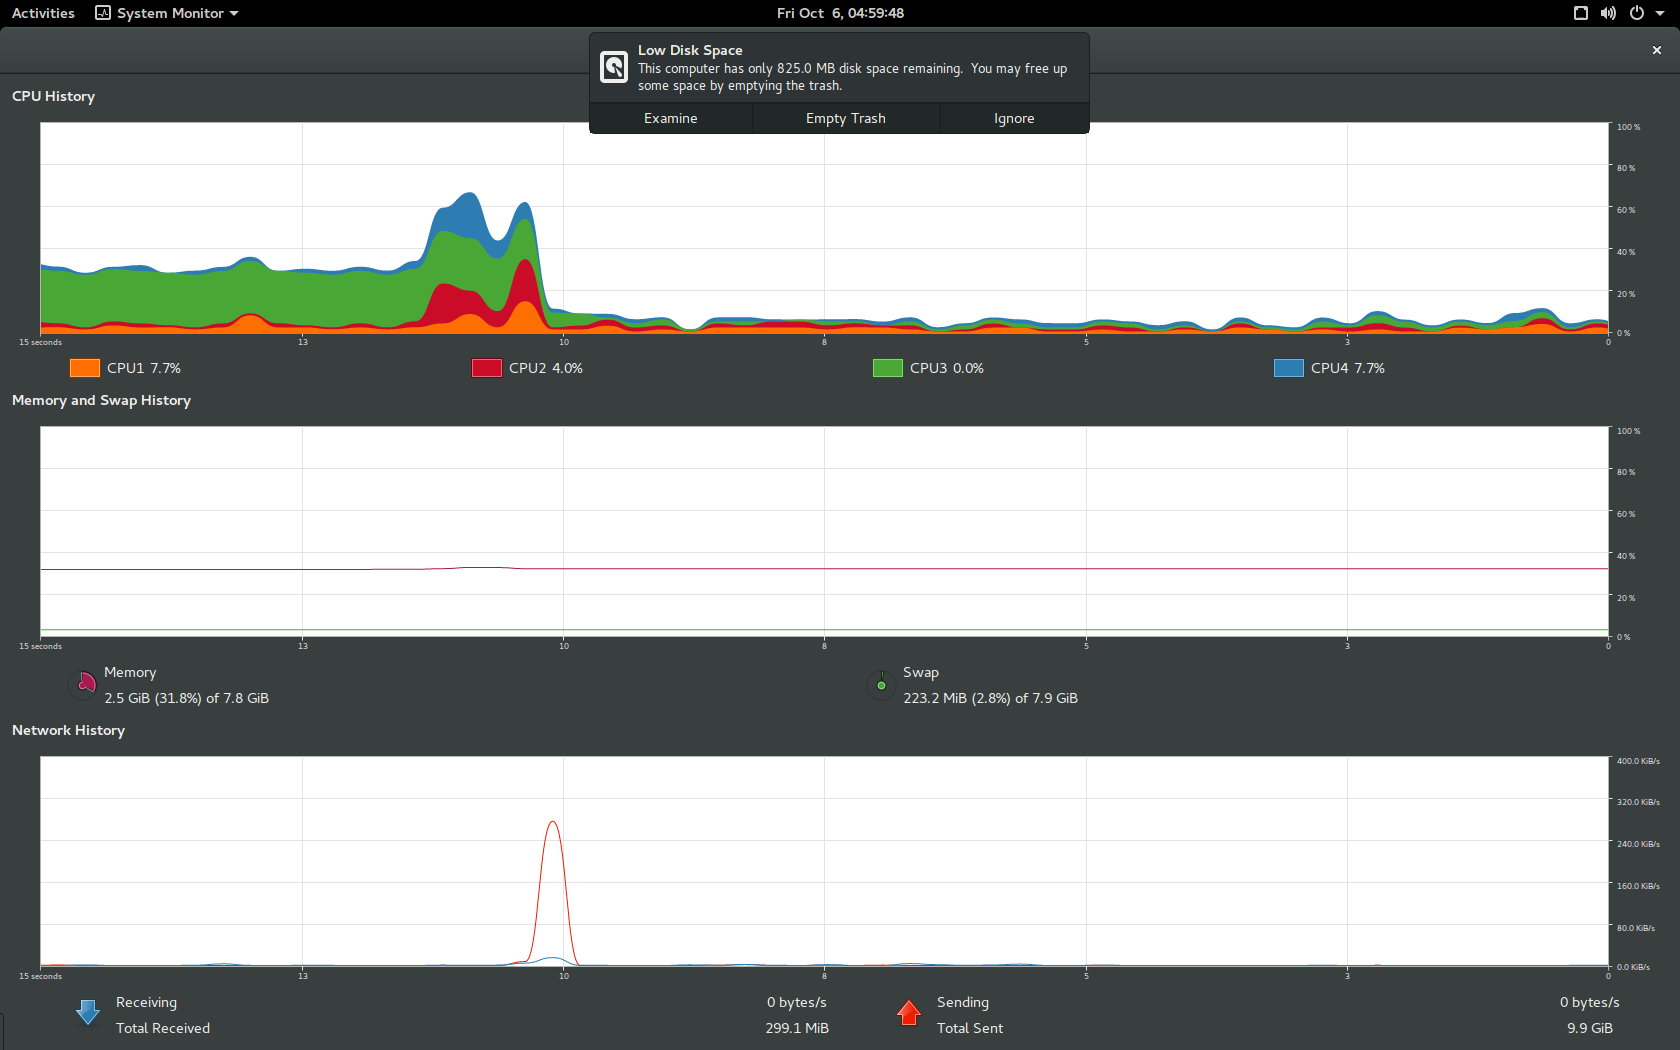 Activities System Monitor Fri Oct 6, 04:59:48
Low Disk Space
This computer has only 825.0 MB disk space remaining. You may free up
some space by emptying the trash.
Examine Empty Trash Ignore
CPU History
100 %
80 %
60 %
40 %
20 %
0 %
15 seconds 13 10 8 5 3 0
CPU1 7.7% CPU2 4.0% CPU3 0.0% CPU4 7.7%
Memory and Swap History
100 %
80 %
60 %
40 %
20 %
0 %
15 seconds 13 10 8 5 3 0
Memory Swap
2.5 GiB (31.8%) of 7.8 GiB 223.2 MiB (2.8%) of 7.9 GiB
Network History
400.0 KiB/s
320.0 KiB/s
240.0 KiB/s
160.0 KiB/s
80.0 KiB/s
0.0 KiB/s
15 seconds 13 10 8 5 3 0
Receiving 0 bytes/s Sending 0 bytes/s
Total Received 299.1 MiB Total Sent 9.9 GiB